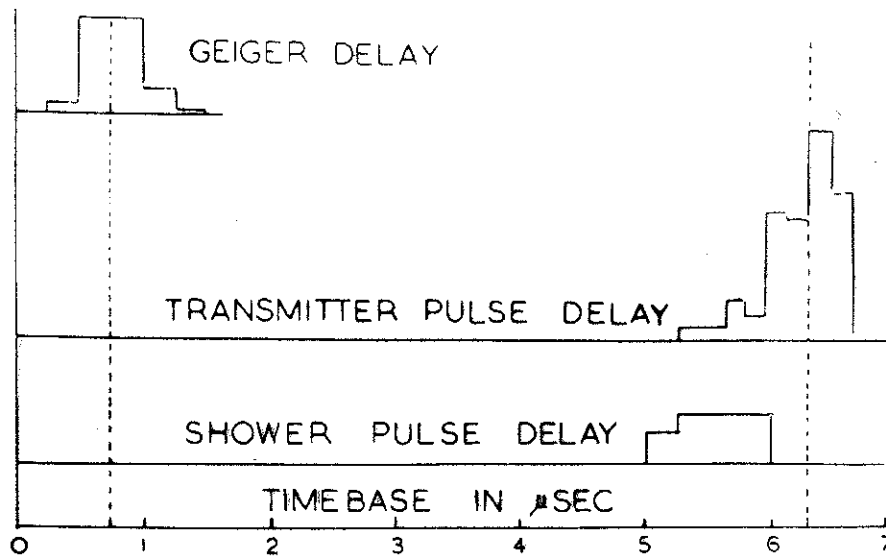 GEIGER DELAY
TRANSMITTER PULSE DELAY
SHOWER PULSE DELAY
TIMEBASE IN μSEC
0 1 2 3 4 5 6 7